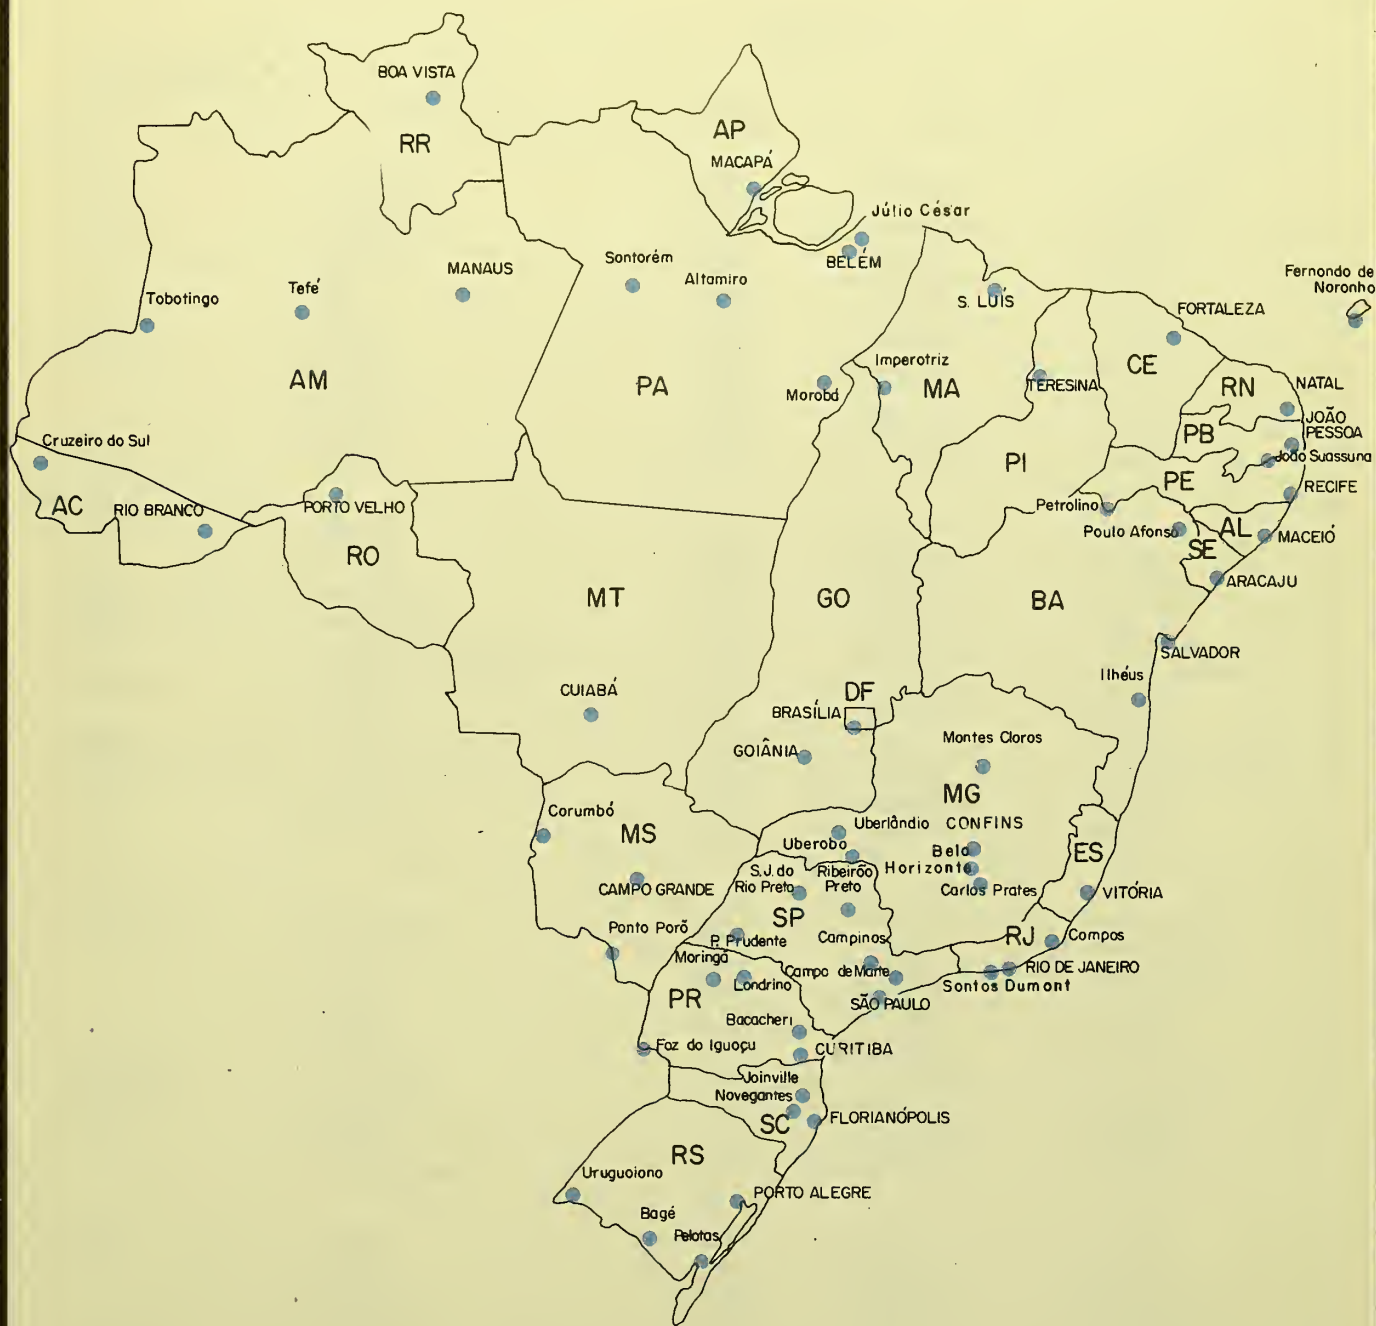 BOA VISTA
RR
AP
MACAPÁ
Júlio César
BELÉM
Sontorém
Altamiro
MANAUS
Tefé
Tobotingo
AM
PA
S. LUÍS
Fernondo de
Noronho
FORTALEZA
Imperotriz
MA
TERESINA
CE
RN
NATAL
Morobá
JOÃO
PESSOA
PB
João Suassuna
Cruzeiro do Sul
PI
PE
RECIFE
AC
RIO BRANCO
PORTO VELHO
Petrolino
Poulo Afonso
AL
MACEIÓ
SE
RO
ARACAJU
MT
GO
BA
SALVADOR
Ilhéus
CUIABÁ
DF
BRASÍLIA
GOIÂNIA
Montes Cloros
MG
Corumbó
MS
Uberlândio
CONFINS
Uberobo
Belo
Horizonte
ES
S.J. do
Rio Preto
Ribeirõo
Preto
Carlos Prates
VITÓRIA
CAMPO GRANDE
SP
Ponto Porõ
P. Prudente
Campinos
RJ
Compos
Moringá
Londrino
Campo de Marte
RIO DE JANEIRO
Sontos Dumont
PR
SÃO PAULO
Bacacheri
Foz do Iguoçu
CURITIBA
Joinville
Novegantes
SC
FLORIANÓPOLIS
RS
Uruguoiono
PORTO ALEGRE
Bagé
Pelotas